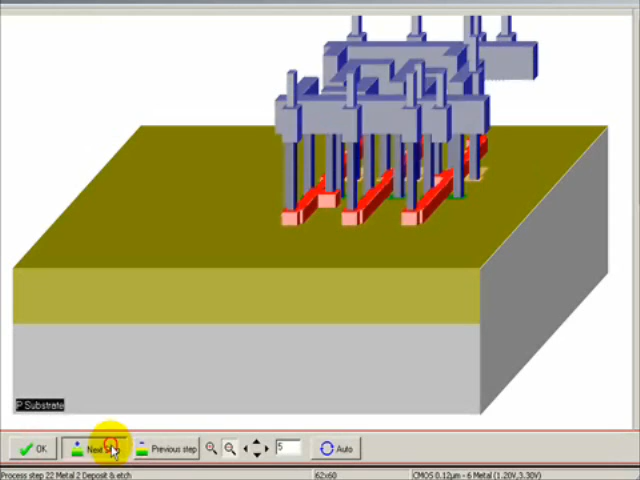 P Substrate
OK
Next
Previous step
5
Auto
Process step 22 Metal 2 Deposit & etch
62x60
CMOS 0.12µm - 6 Metal (1.20V,3.30V)